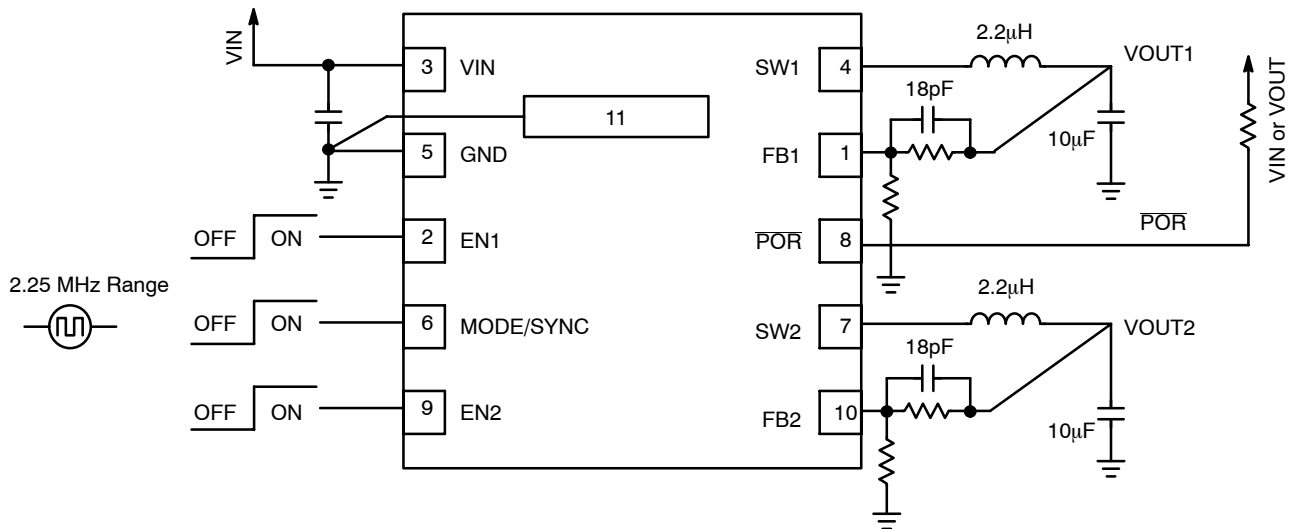 VIN
3 VIN
11
5 GND
OFF ON 2 EN1
2.25 MHz Range
OFF ON 6 MODE/SYNC
OFF ON 9 EN2
2.2μH
SW1 4
VOUT1
18pF
10μF
FB1 1
VIN or VOUT
POR 8
POR
2.2μH
SW2 7
VOUT2
18pF
FB2 10
10μF